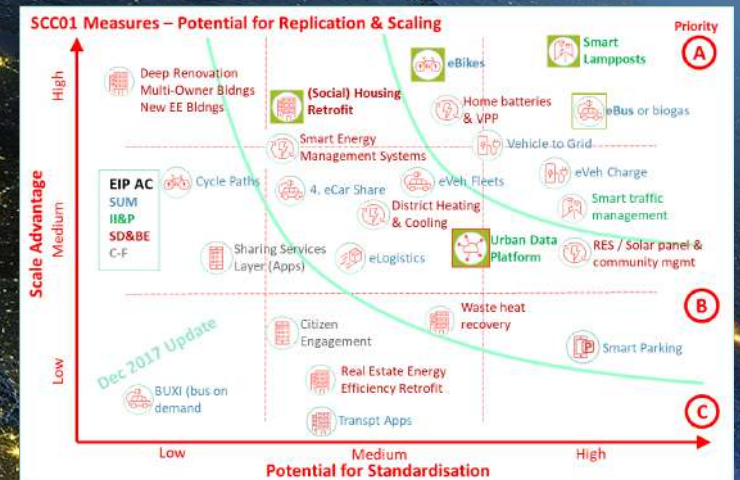 SCC01 Measures – Potential for Replication & Scaling
Priority
A
High
Deep Renovation
Multi-Owner Bldngs
New EE Bldngs
(Social) Housing
Retrofit
eBikes
Smart
Lampposts
Home batteries
& VPP
eBus or biogas
Smart Energy
Management Systems
Vehicle to Grid
Scale Advantage
Medium
EIP AC
SUM
II&P
SD&BE
C-F
Cycle Paths
4. eCar Share
eVeh Fleets
eVeh Charge
District Heating
& Cooling
Smart traffic
management
Sharing Services
Layer (Apps)
eLogistics
Urban Data
Platform
RES / Solar panel &
community mgmt
B
Low
Dec 2017 Update
Citizen
Engagement
Waste heat
recovery
Smart Parking
P
Real Estate Energy
Efficiency Retrofit
BUXI (bus on
demand
Transpt Apps
C
Low
Medium
High
Potential for Standardisation